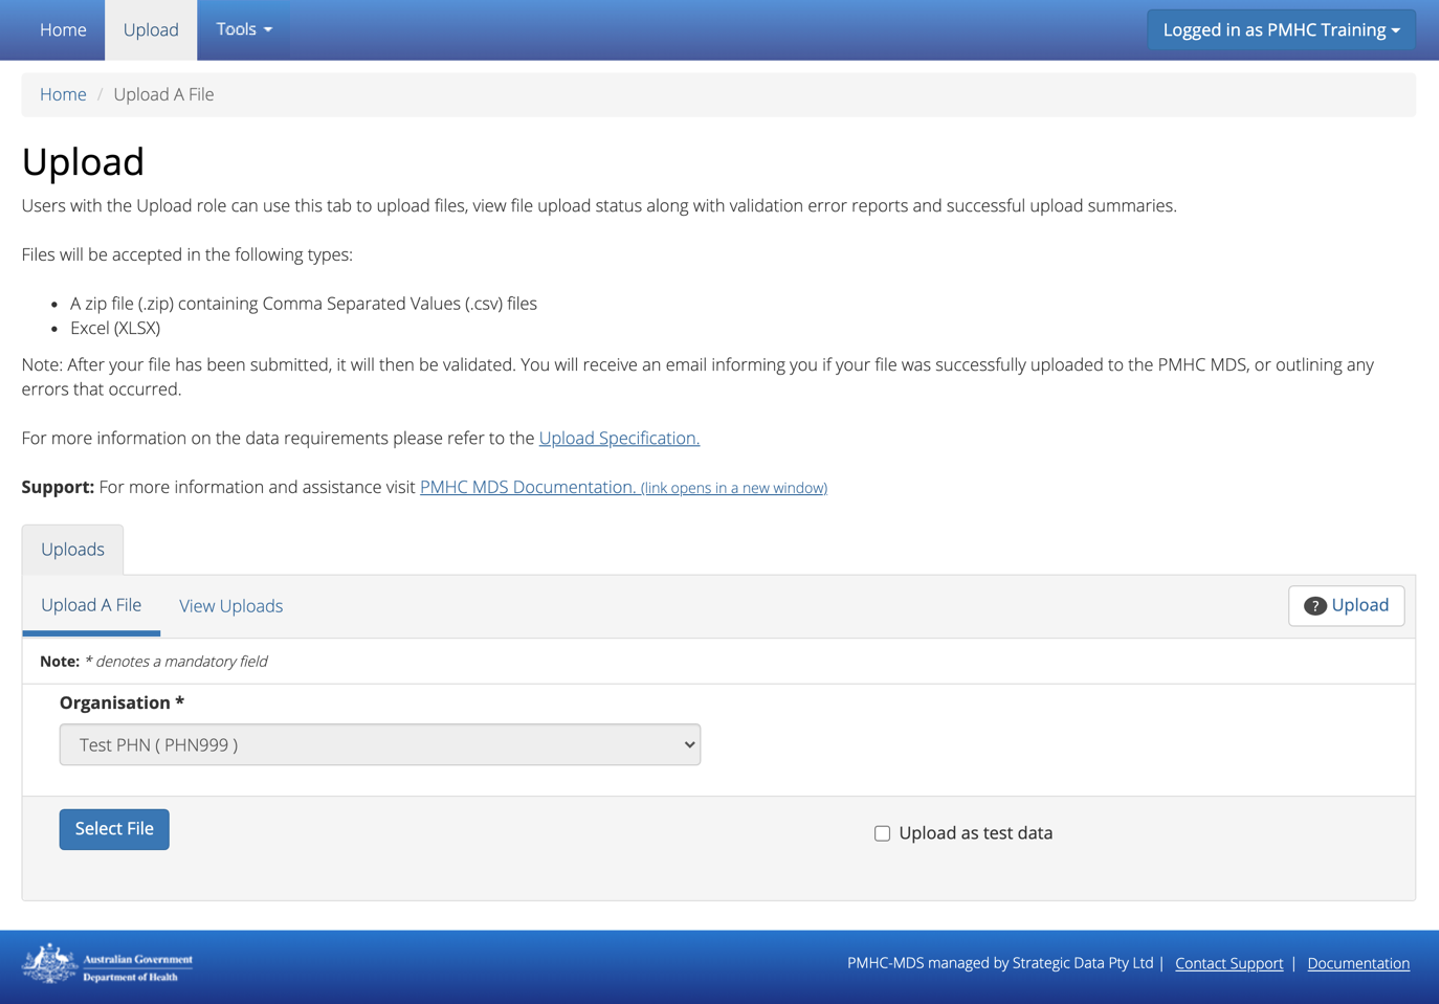 Home
Upload
Tools
Logged in as PMHC Training
Home / Upload A File
Upload
Users with the Upload role can use this tab to upload files, view file upload status along with validation error reports and successful upload summaries.
Files will be accepted in the following types:
• A zip file (.zip) containing Comma Separated Values (.csv) files
• Excel (XLSX)
Note: After your file has been submitted, it will then be validated. You will receive an email informing you if your file was successfully uploaded to the PMHC MDS, or outlining any
errors that occurred.
For more information on the data requirements please refer to the Upload Specification.
Support: For more information and assistance visit PMHC MDS Documentation. (link opens in a new window)
Uploads
Upload A File
View Uploads
? Upload
Note: * denotes a mandatory field
Organisation *
Test PHN ( PHN999 )
Select File
Upload as test data
Australian Government
Department of Health
PMHC-MDS managed by Strategic Data Pty Ltd | Contact Support | Documentation